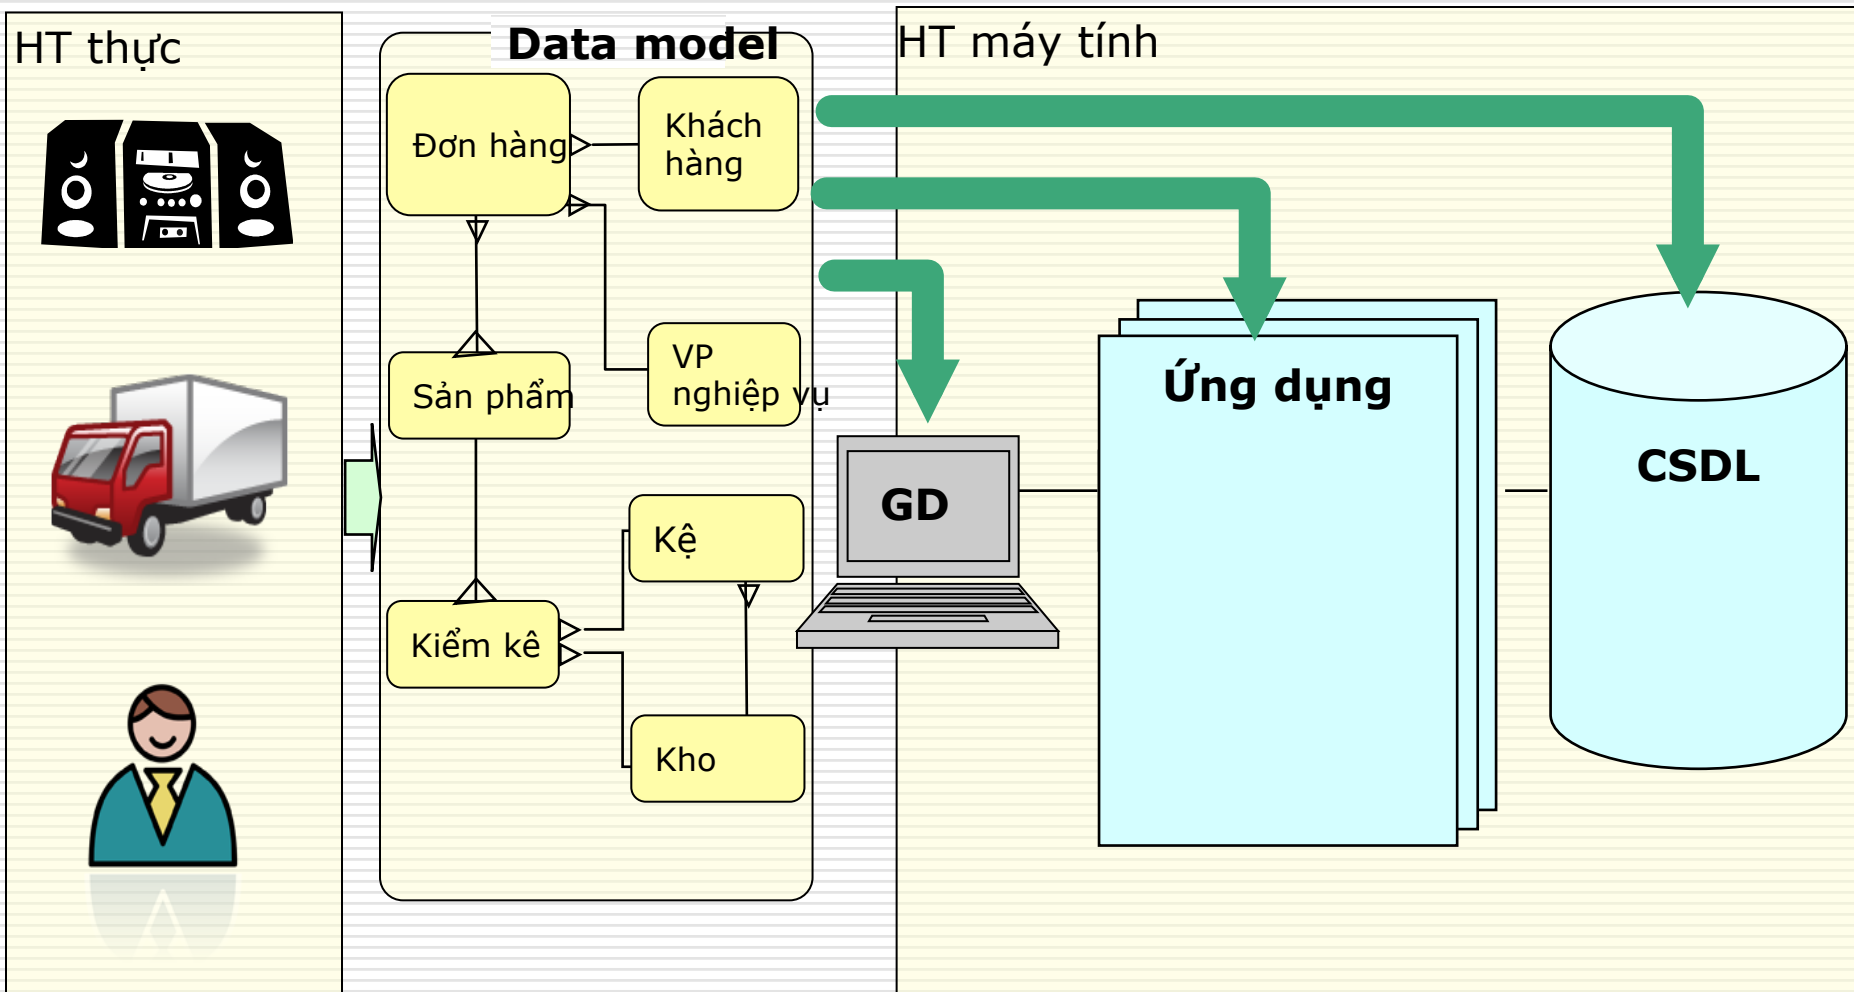 HT thực
Data model
HT máy tính
Đơn hàng
Khách
hàng
Sản phẩm
VP
nghiệp vụ
Kệ
Kiểm kê
Kho
GD
Ứng dụng
CSDL